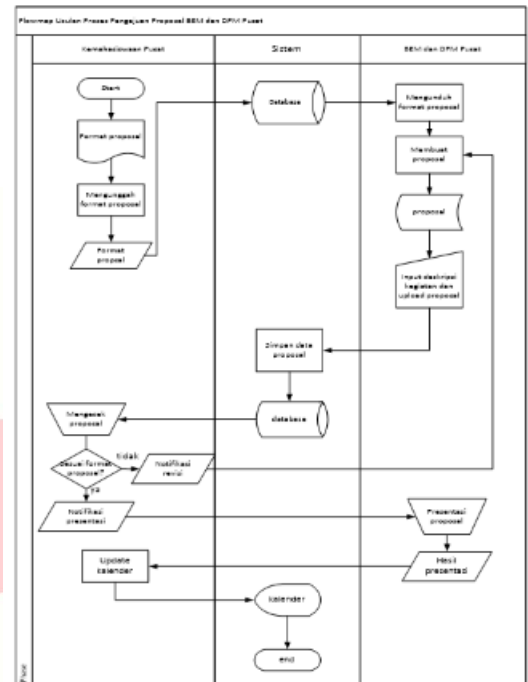 Flowmap Usulan Proses Pengajuan Proposal BEM dan DPM Pusat
Kemahasiswaan Pusat
Sistem
BEM dan DPM Pusat
Start
Format proposal
Mengunggah
format proposal
Format
propsal
Database
Mengunduh
format proposal
Membuat
proposal
proposal
Input deskripsi
kegiatan dan
upload proposal
Simpan data
proposal
database
Mengecek
proposal
Sesuai format
proposal?
tidak
ya
Notifikasi
revisi
Notifikasi
presentasi
Presentasi
proposal
Hasil
presentasi
Update
kalender
kalender
end
Phase